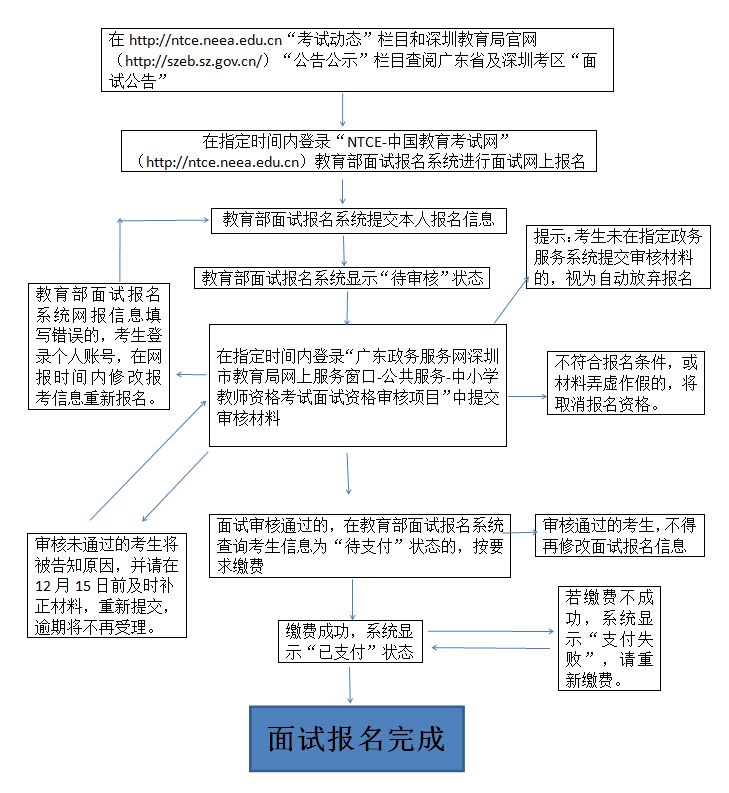 在 http://ntce.neea.edu.cn“考试动态”栏目和深圳教育局官网
（http://szeb.sz.gov.cn/）“公告公示”栏目查阅广东省及深圳考区“面
试公告”
在指定时间内登录“NTCE-中国教育考试网”
（http://ntce.neea.edu.cn）教育部面试报名系统进行面试网上报名
教育部面试报名系统提交本人报名信息
提示：考生未在指定政务
服务系统提交审核材料
的，视为自动放弃报名
教育部面试报名系统显示“待审核”状态
教育部面试报名
系统网报信息填
写错误的，考生登
录个人账号，在网
报时间内修改报
考信息重新报名。
在指定时间内登录“广东政务服务网深圳
市教育局网上服务窗口-公共服务-中小学
教师资格考试面试资格审核项目”中提交
审核材料
不符合报名条件，或
材料弄虚作假的，将
取消报名资格。
审核未通过的考生将
被告知原因，并请在
12 月 15 日前及时补
正材料，重新提交，
逾期将不再受理。
面试审核通过的，在教育部面试报名系统
查询考生信息为“待支付”状态的，按要
求缴费
审核通过的考生，不得
再修改面试报名信息
缴费成功，系统显
示“已支付”状态
若缴费不成
功，系统显
示“支付失
败”，请重
新缴费。
面试报名完成